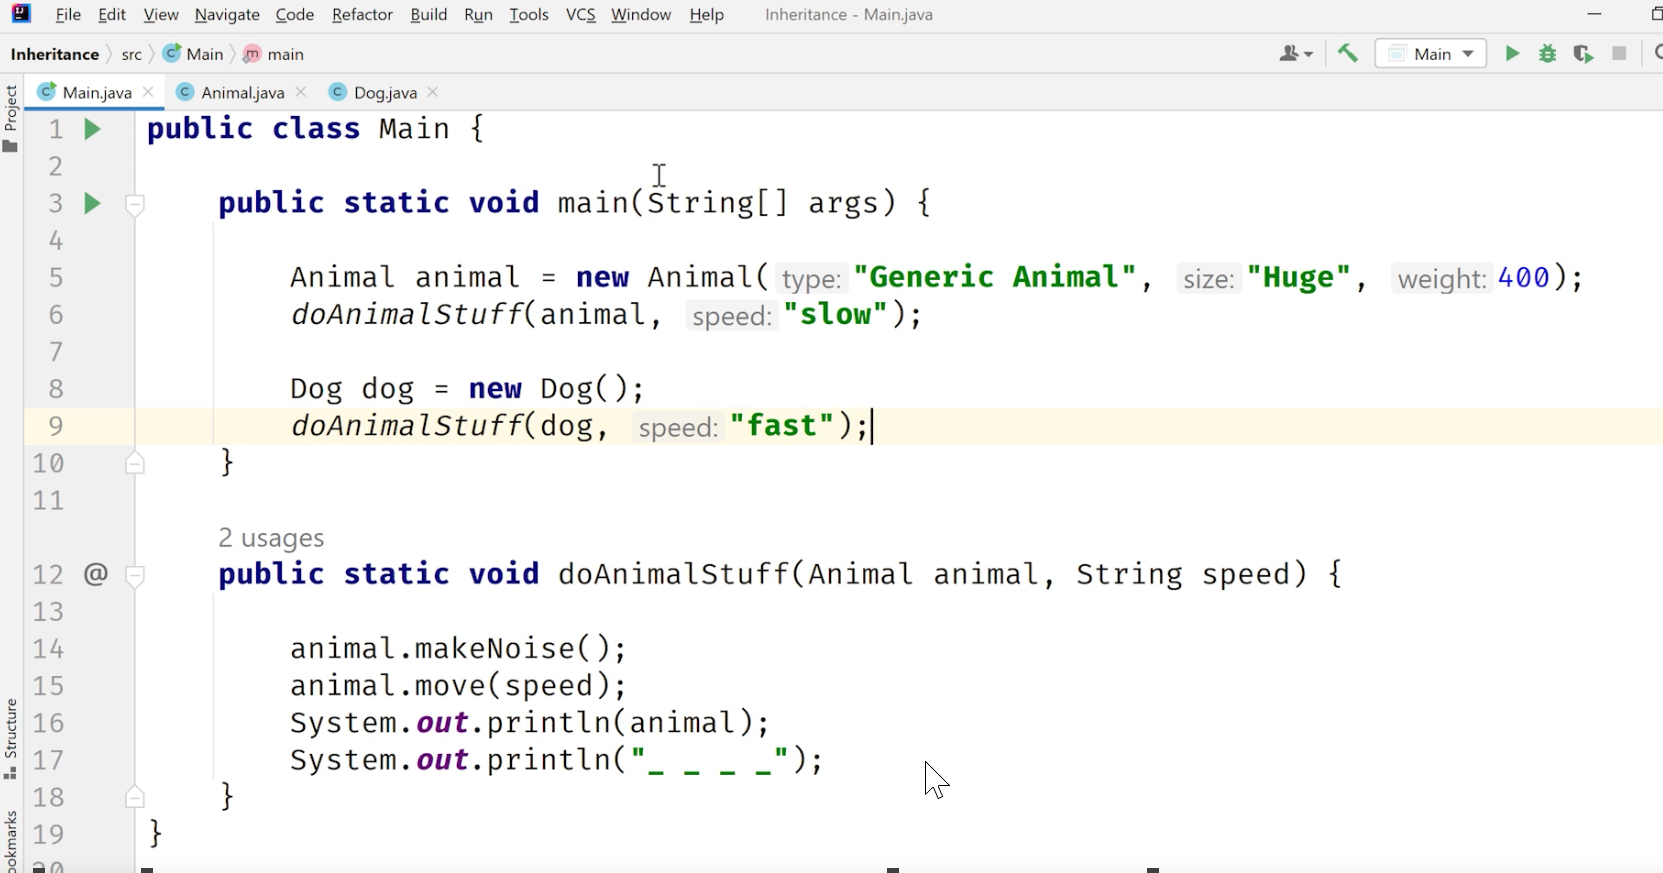 File Edit View Navigate Code Refactor Build Run Tools VCS Window Help Inheritance - Main.java
Inheritance src Main main Main
Main.java Animal.java Dog.java
Project
1 public class Main {
2
3 public static void main(String[] args) {
4
5 Animal animal = new Animal( type: "Generic Animal", size: "Huge", weight: 400);
6 doAnimalStuff(animal, speed: "slow");
7
8 Dog dog = new Dog();
9 doAnimalStuff(dog, speed: "fast");
10 }
11
2 usages
12 @ public static void doAnimalStuff(Animal animal, String speed) {
13
14 animal.makeNoise();
15 animal.move(speed);
16 System.out.println(animal);
17 System.out.println("_ _ _ _");
18 }
19 }
Structure